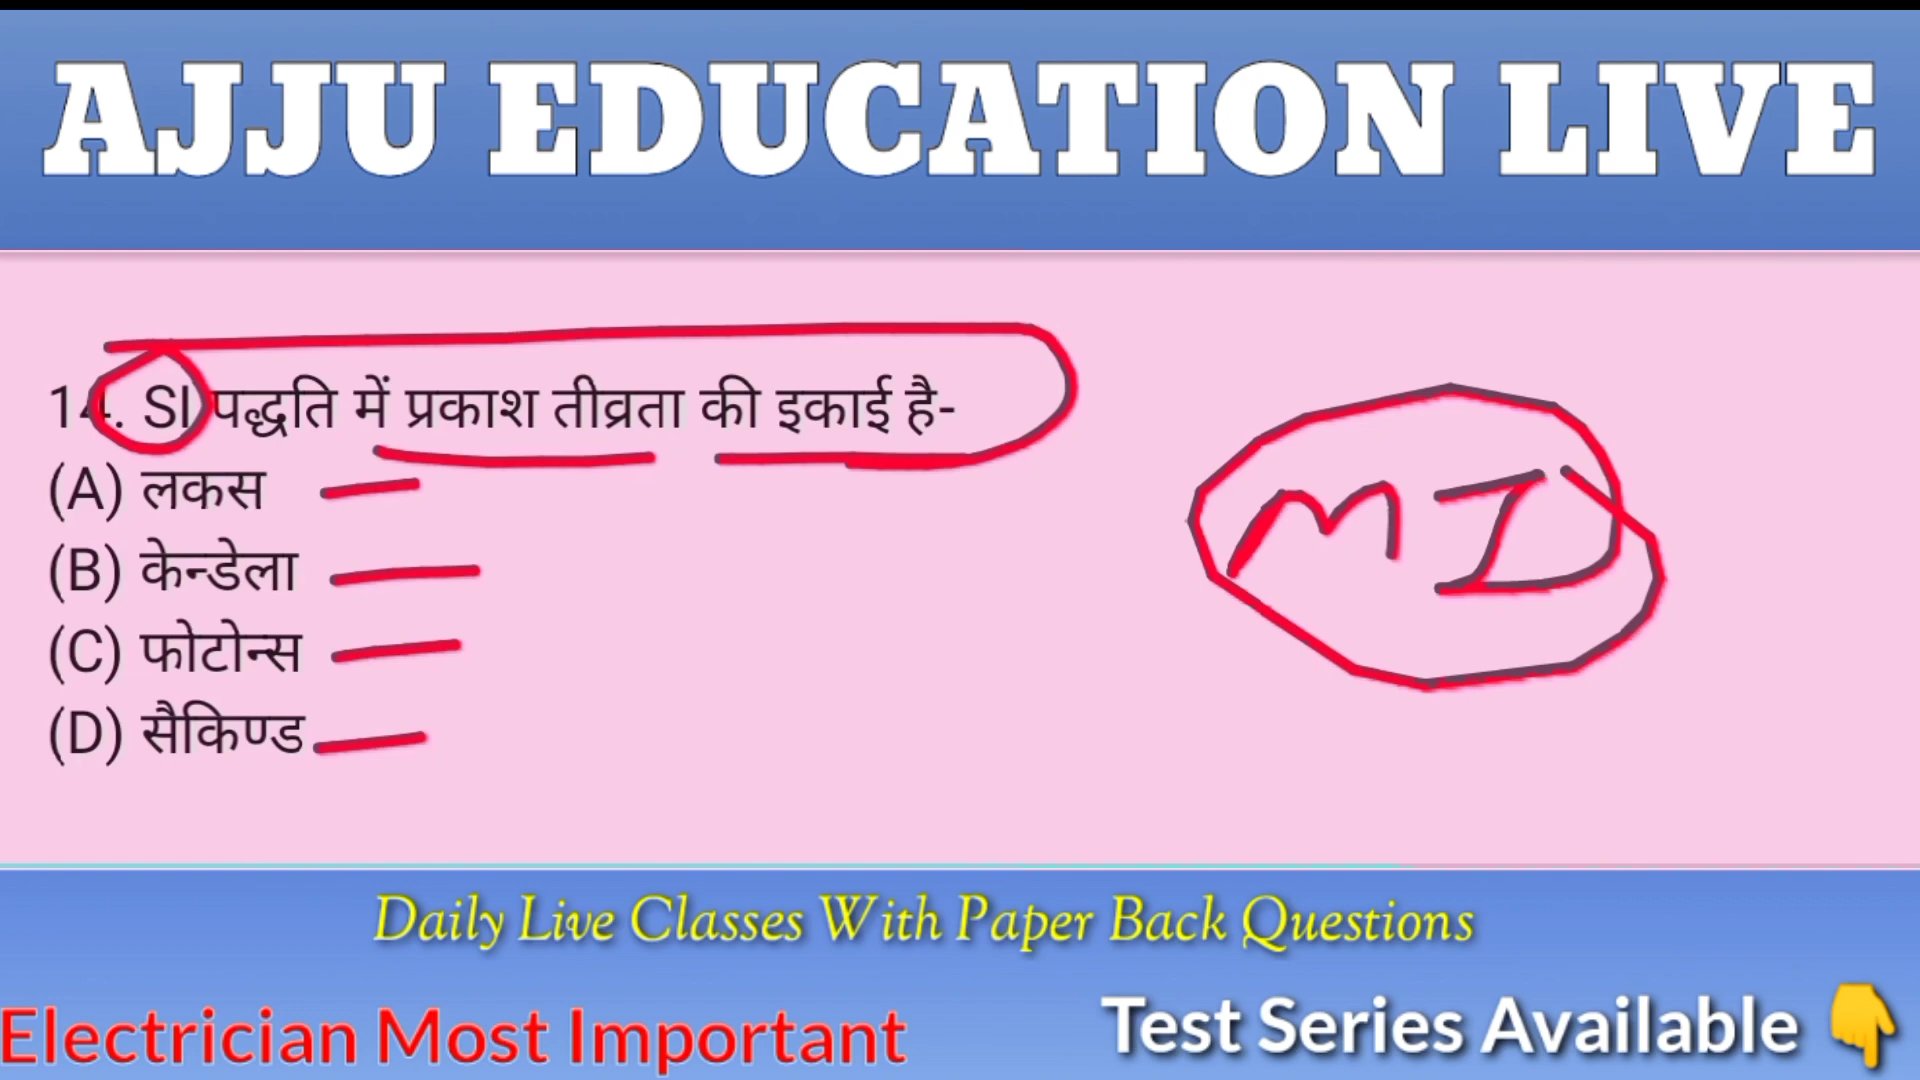 AJJU EDUCATION LIVE
14. SI पद्धति में प्रकाश तीव्रता की इकाई है-
(A) लकस
(B) केन्डेला
(C) फोटोन्स
(D) सैकिण्ड
MI
Daily Live Classes With Paper Back Questions
Electrician Most Important
Test Series Available 👇